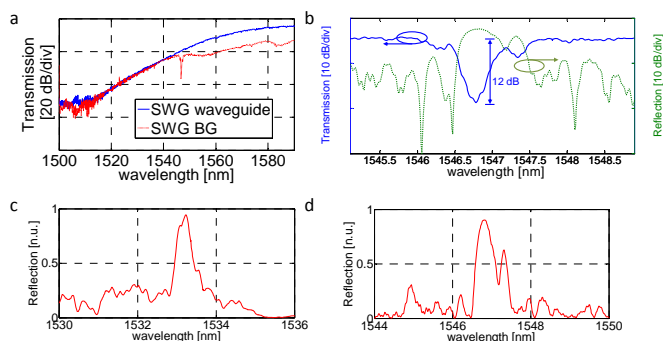 a
Transmission
[20 dB/div]
SWG waveguide
SWG BG
1500 1520 1540 1560 1580
wavelength [nm]
b
Transmission [10 dB/div]
12 dB
Reflection [10 dB/div]
1545.5 1546 1546.5 1547 1547.5 1548 1548.5
wavelength [nm]
c
Reflection [n.u.]
1
0.5
0
1530 1532 1534 1536
wavelength [nm]
d
Reflection [n.u.]
1
0.5
0
1544 1546 1548 1550
wavelength [nm]